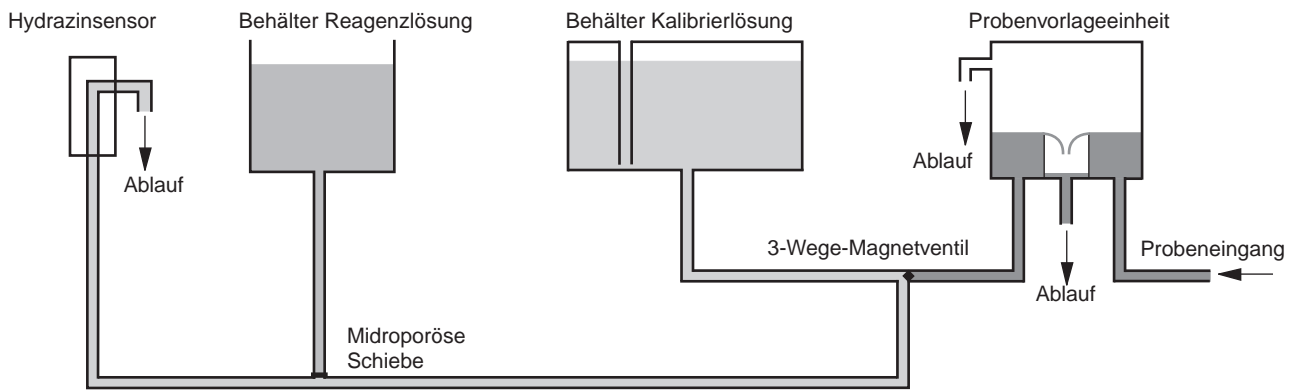 Hydrazinsensor
Behälter Reagenzlösung
Behälter Kalibrierlösung
Probenvorlageeinheit
Ablauf
Ablauf
3-Wege-Magnetventil
Probeneingang
Ablauf
Midroporöse
Schiebe